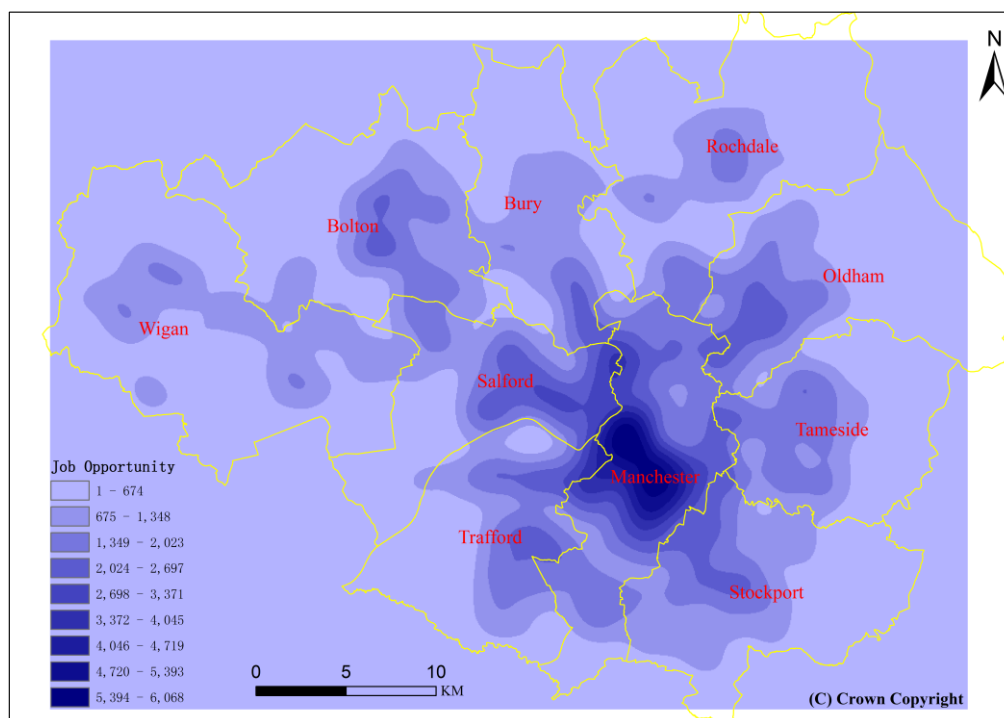 N
Rochdale
Bury
Bolton
Oldham
Wigan
Salford
Tameside
Manchester
Trafford
Stockport
Job Opportunity
1 - 674
675 - 1,348
1,349 - 2,023
2,024 - 2,697
2,698 - 3,371
3,372 - 4,045
4,046 - 4,719
4,720 - 5,393
5,394 - 6,068
0 5 10
KM
(C) Crown Copyright